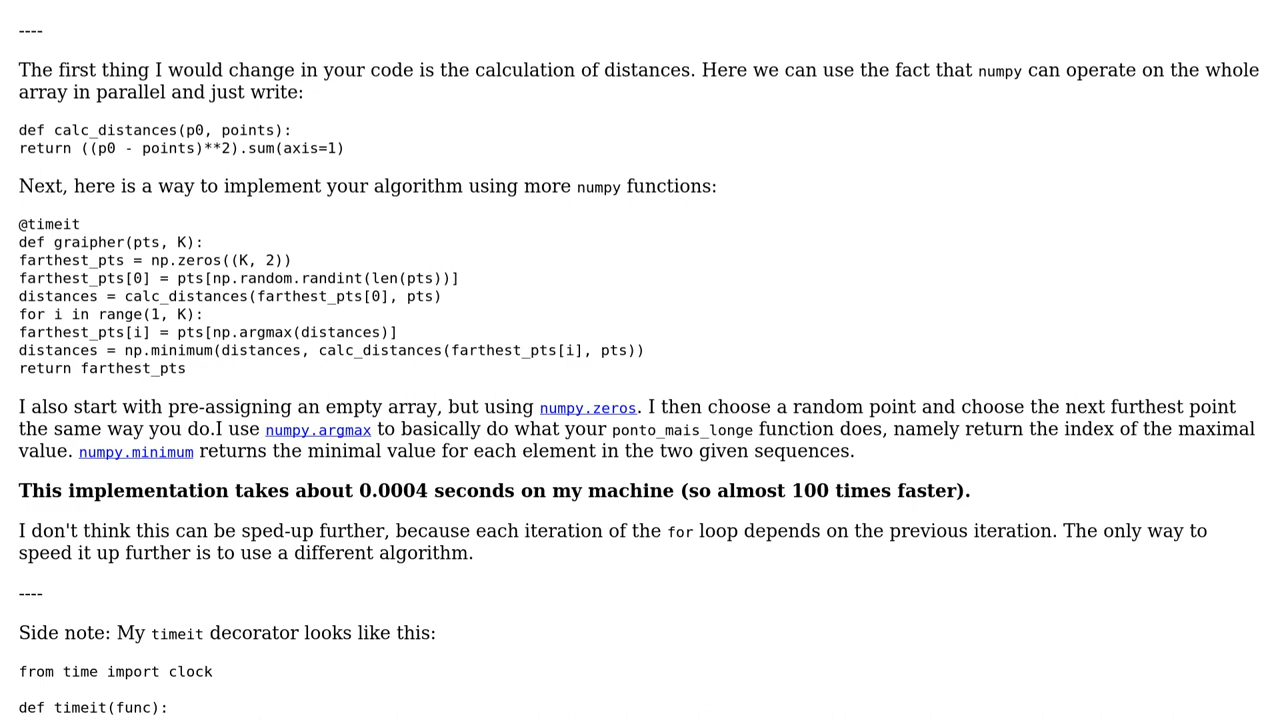 ----
The first thing I would change in your code is the calculation of distances. Here we can use the fact that numpy can operate on the whole
array in parallel and just write:
def calc_distances(p0, points):
return ((p0 - points)**2).sum(axis=1)
Next, here is a way to implement your algorithm using more numpy functions:
@timeit
def graipher(pts, K):
farthest_pts = np.zeros((K, 2))
farthest_pts[0] = pts[np.random.randint(len(pts))]
distances = calc_distances(farthest_pts[0], pts)
for i in range(1, K):
farthest_pts[i] = pts[np.argmax(distances)]
distances = np.minimum(distances, calc_distances(farthest_pts[i], pts))
return farthest_pts
I also start with pre-assigning an empty array, but using numpy.zeros. I then choose a random point and choose the next furthest point
the same way you do.I use numpy.argmax to basically do what your ponto_mais_longe function does, namely return the index of the maximal
value. numpy.minimum returns the minimal value for each element in the two given sequences.
This implementation takes about 0.0004 seconds on my machine (so almost 100 times faster).
I don't think this can be sped-up further, because each iteration of the for loop depends on the previous iteration. The only way to
speed it up further is to use a different algorithm.
----
Side note: My timeit decorator looks like this:
from time import clock
def timeit(func):